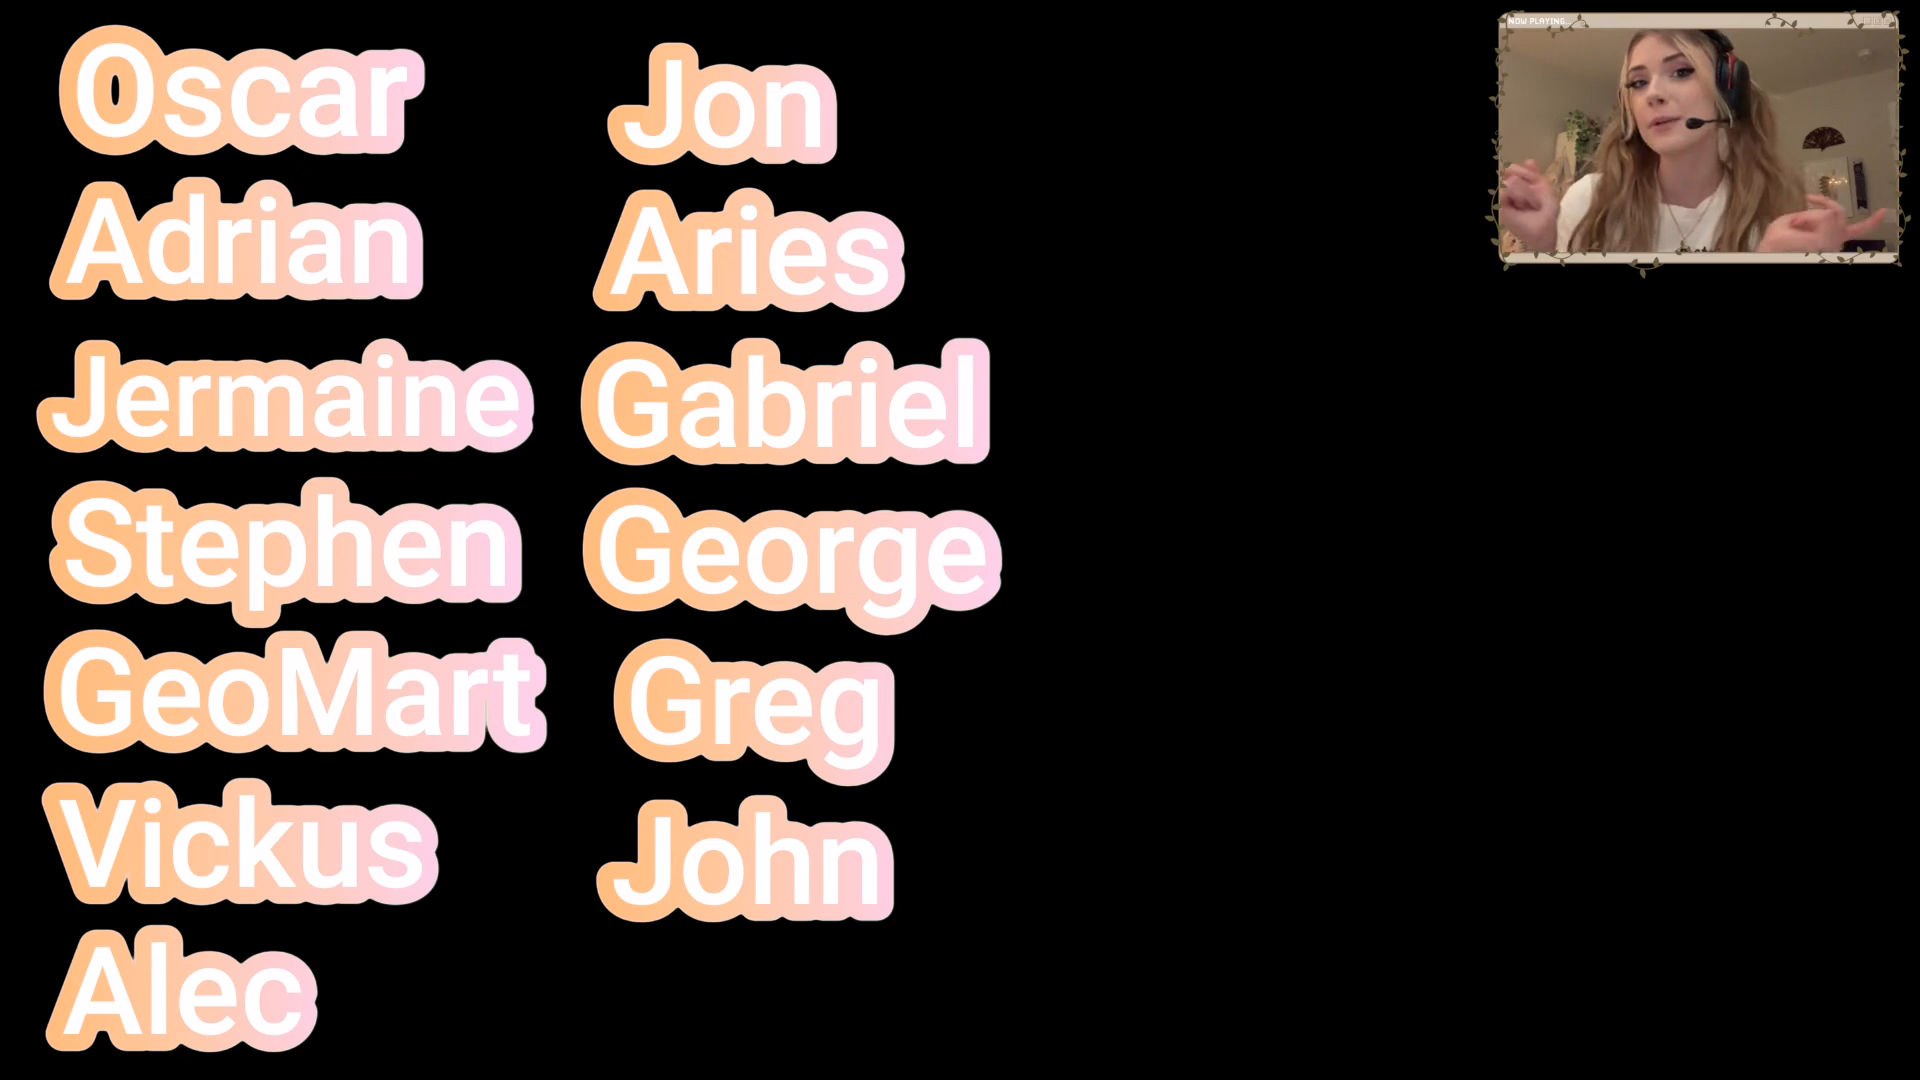 NOW PLAYING...
Oscar
Adrian
Jermaine
Stephen
GeoMart
Vickus
Alec
Jon
Aries
Gabriel
George
Greg
John